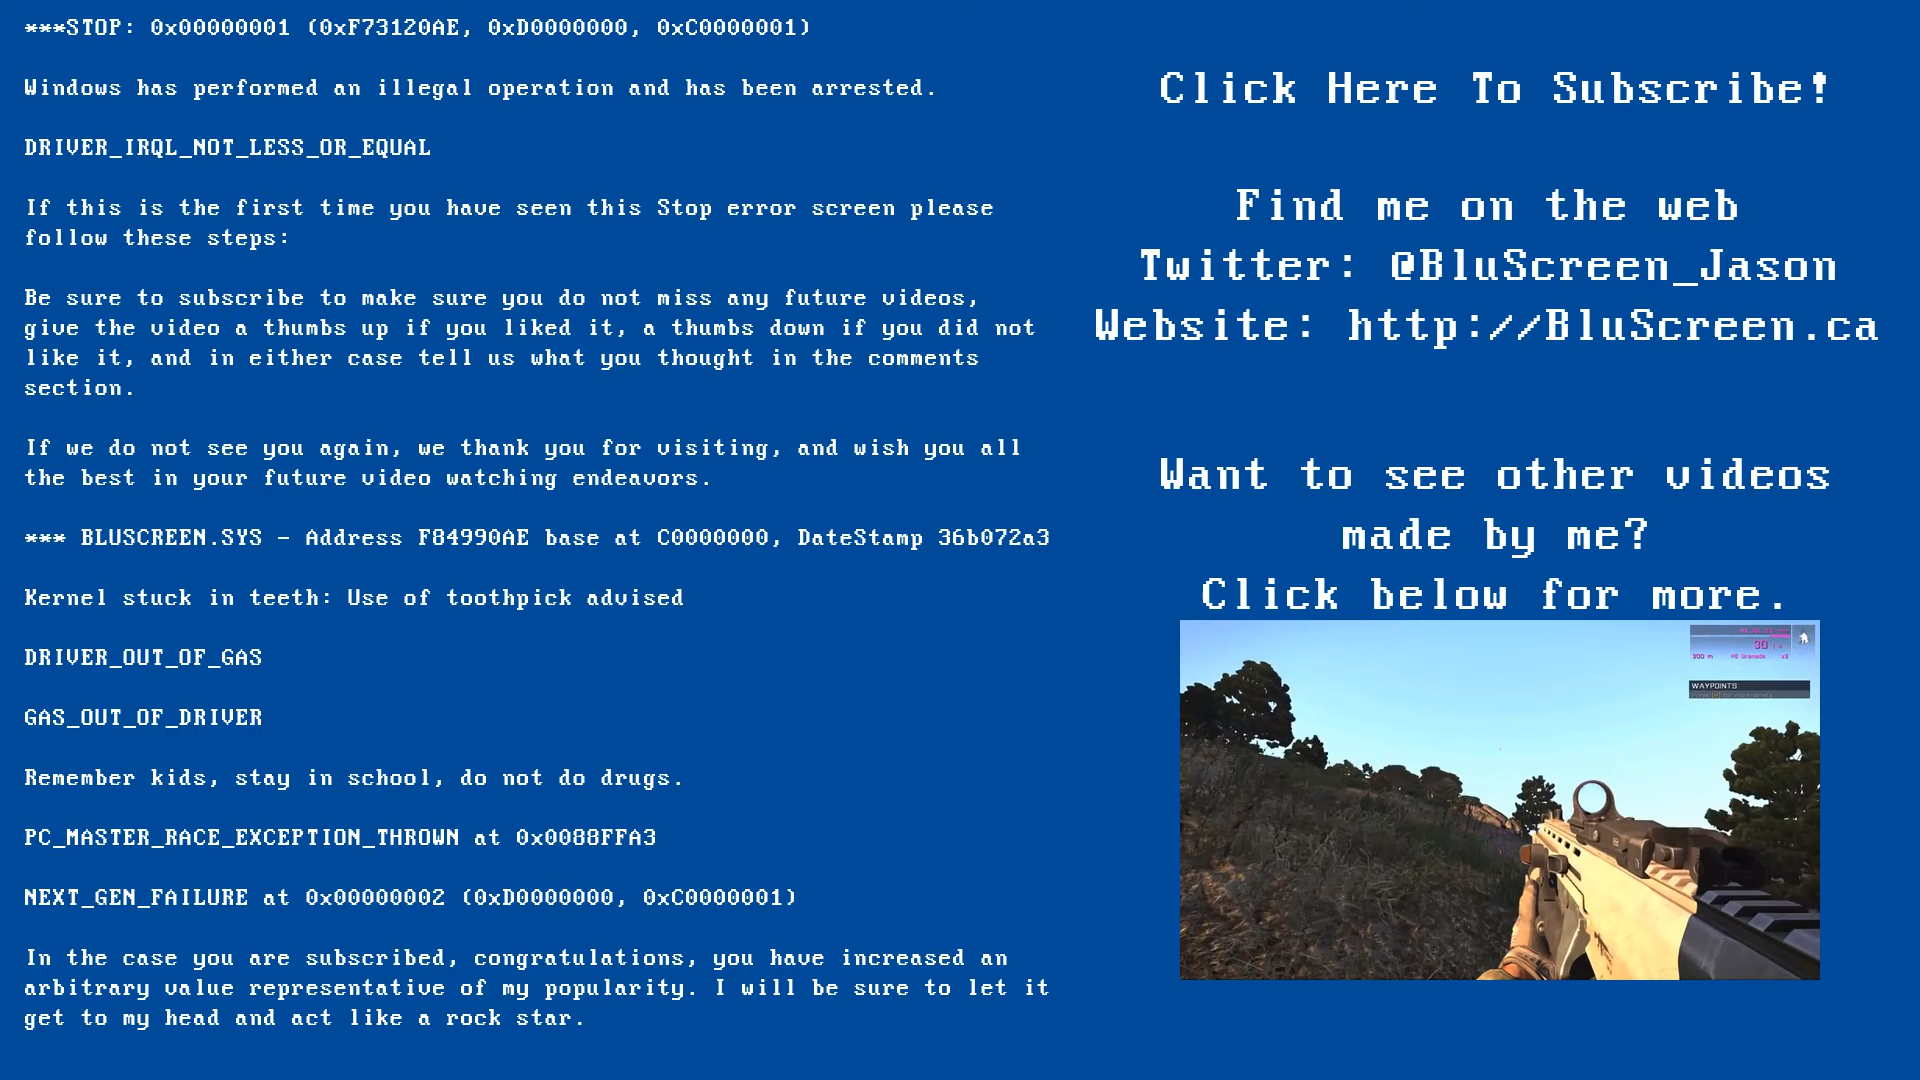 ***STOP: 0x00000001 (0xF73120AE, 0xD0000000, 0xC0000001)
Windows has performed an illegal operation and has been arrested.
DRIVER_IRQL_NOT_LESS_OR_EQUAL
If this is the first time you have seen this Stop error screen please
follow these steps:
Be sure to subscribe to make sure you do not miss any future videos,
give the video a thumbs up if you liked it, a thumbs down if you did not
like it, and in either case tell us what you thought in the comments
section.
If we do not see you again, we thank you for visiting, and wish you all
the best in your future video watching endeavors.
*** BLUSCREEN.SYS - Address F84990AE base at C0000000, DateStamp 36b072a3
Kernel stuck in teeth: Use of toothpick advised
DRIVER_OUT_OF_GAS
GAS_OUT_OF_DRIVER
Remember kids, stay in school, do not do drugs.
PC_MASTER_RACE_EXCEPTION_THROWN at 0x0088FFA3
NEXT_GEN_FAILURE at 0x00000002 (0xD0000000, 0xC0000001)
In the case you are subscribed, congratulations, you have increased an
arbitrary value representative of my popularity. I will be sure to let it
get to my head and act like a rock star.
Click Here To Subscribe!
Find me on the web
Twitter: @BluScreen_Jason
Website: http://BluScreen.ca
Want to see other videos
made by me?
Click below for more.
30
200 m HE Grenade x2
WAYPOINTS